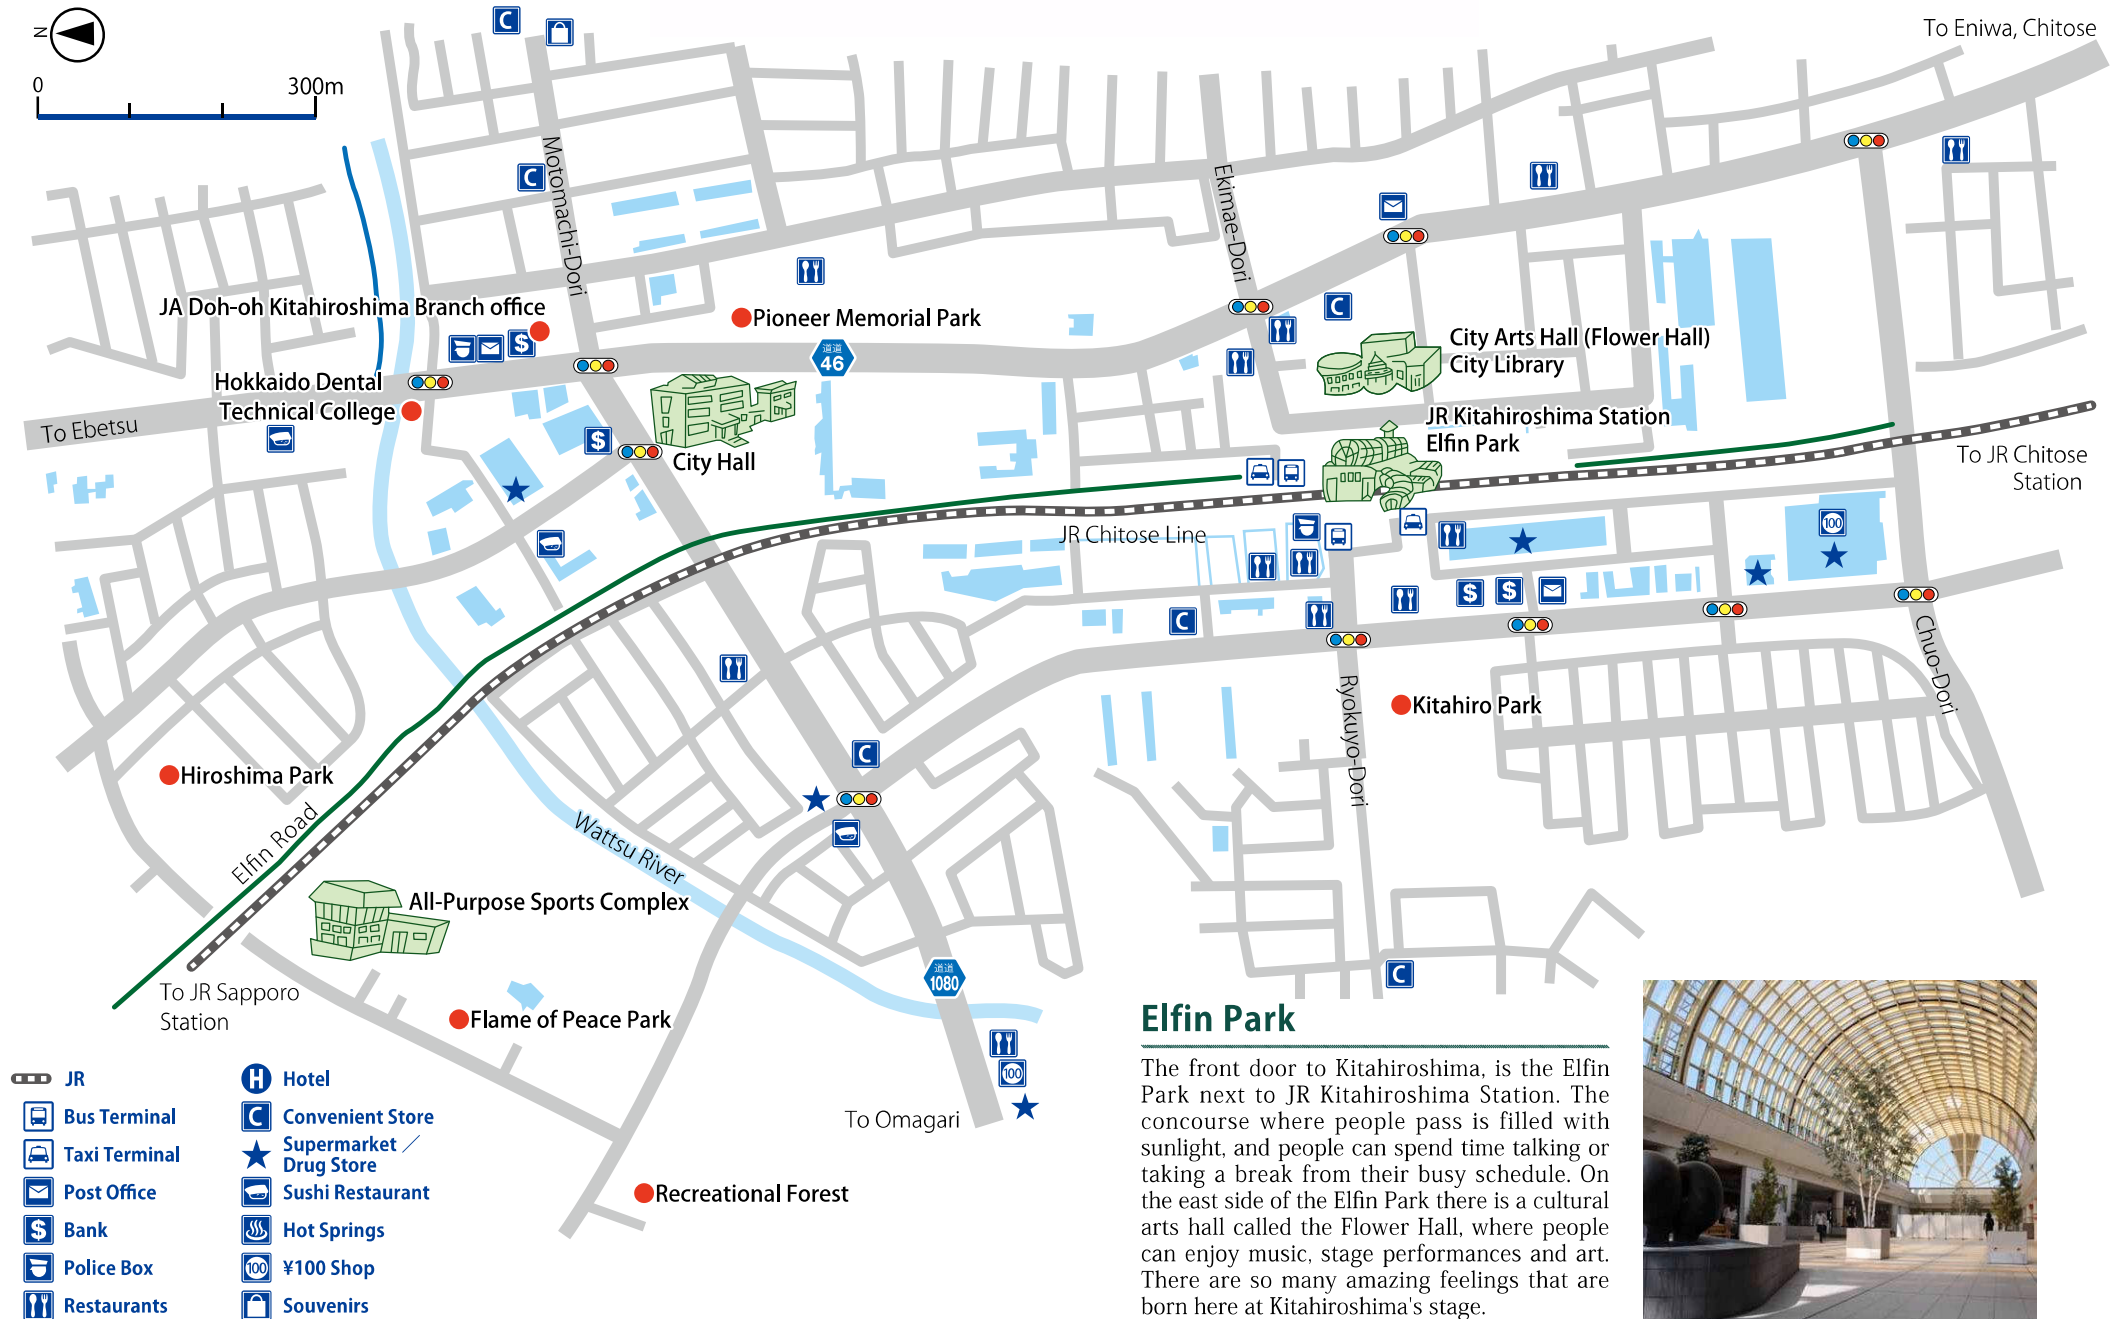 N
0
300m
To Eniwa, Chitose
C
Motomachi-Dori
C
Ekimae-Dori
JA Doh-oh Kitahiroshima Branch office
$
Pioneer Memorial Park
C
道道
46
City Arts Hall (Flower Hall)
City Library
Hokkaido Dental
Technical College
To Ebetsu
$
City Hall
JR Kitahiroshima Station
Elfin Park
To JR Chitose
Station
JR Chitose Line
100
$
$
C
Chuo-Dori
Ryokuyo-Dori
Kitahiro Park
C
Hiroshima Park
Elfin Road
Wattsu River
All-Purpose Sports Complex
道道
1080
C
To JR Sapporo
Station
Flame of Peace Park
100
To Omagari
Recreational Forest
JR
Bus Terminal
Taxi Terminal
Post Office
$ Bank
Police Box
Restaurants
H Hotel
C Convenient Store
Supermarket ／
Drug Store
Sushi Restaurant
Hot Springs
100 ¥100 Shop
Souvenirs
Elfin Park
The front door to Kitahiroshima, is the Elfin
Park next to JR Kitahiroshima Station. The
concourse where people pass is filled with
sunlight, and people can spend time talking or
taking a break from their busy schedule. On
the east side of the Elfin Park there is a cultural
arts hall called the Flower Hall, where people
can enjoy music, stage performances and art.
There are so many amazing feelings that are
born here at Kitahiroshima's stage.